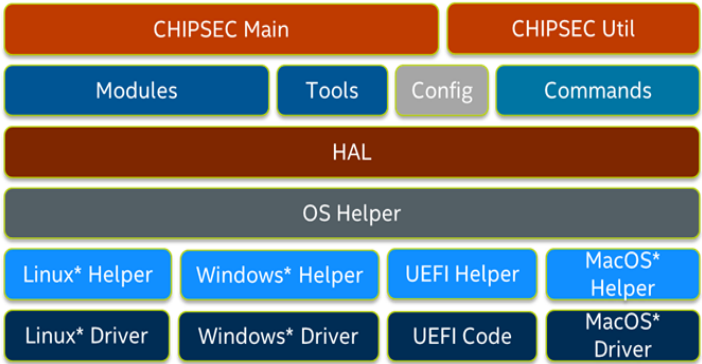 CHIPSEC Main
CHIPSEC Util
Modules
Tools
Config
Commands
HAL
OS Helper
Linux* Helper
Windows* Helper
UEFI Helper
MacOS*
Helper
Linux* Driver
Windows* Driver
UEFI Code
MacOS*
Driver